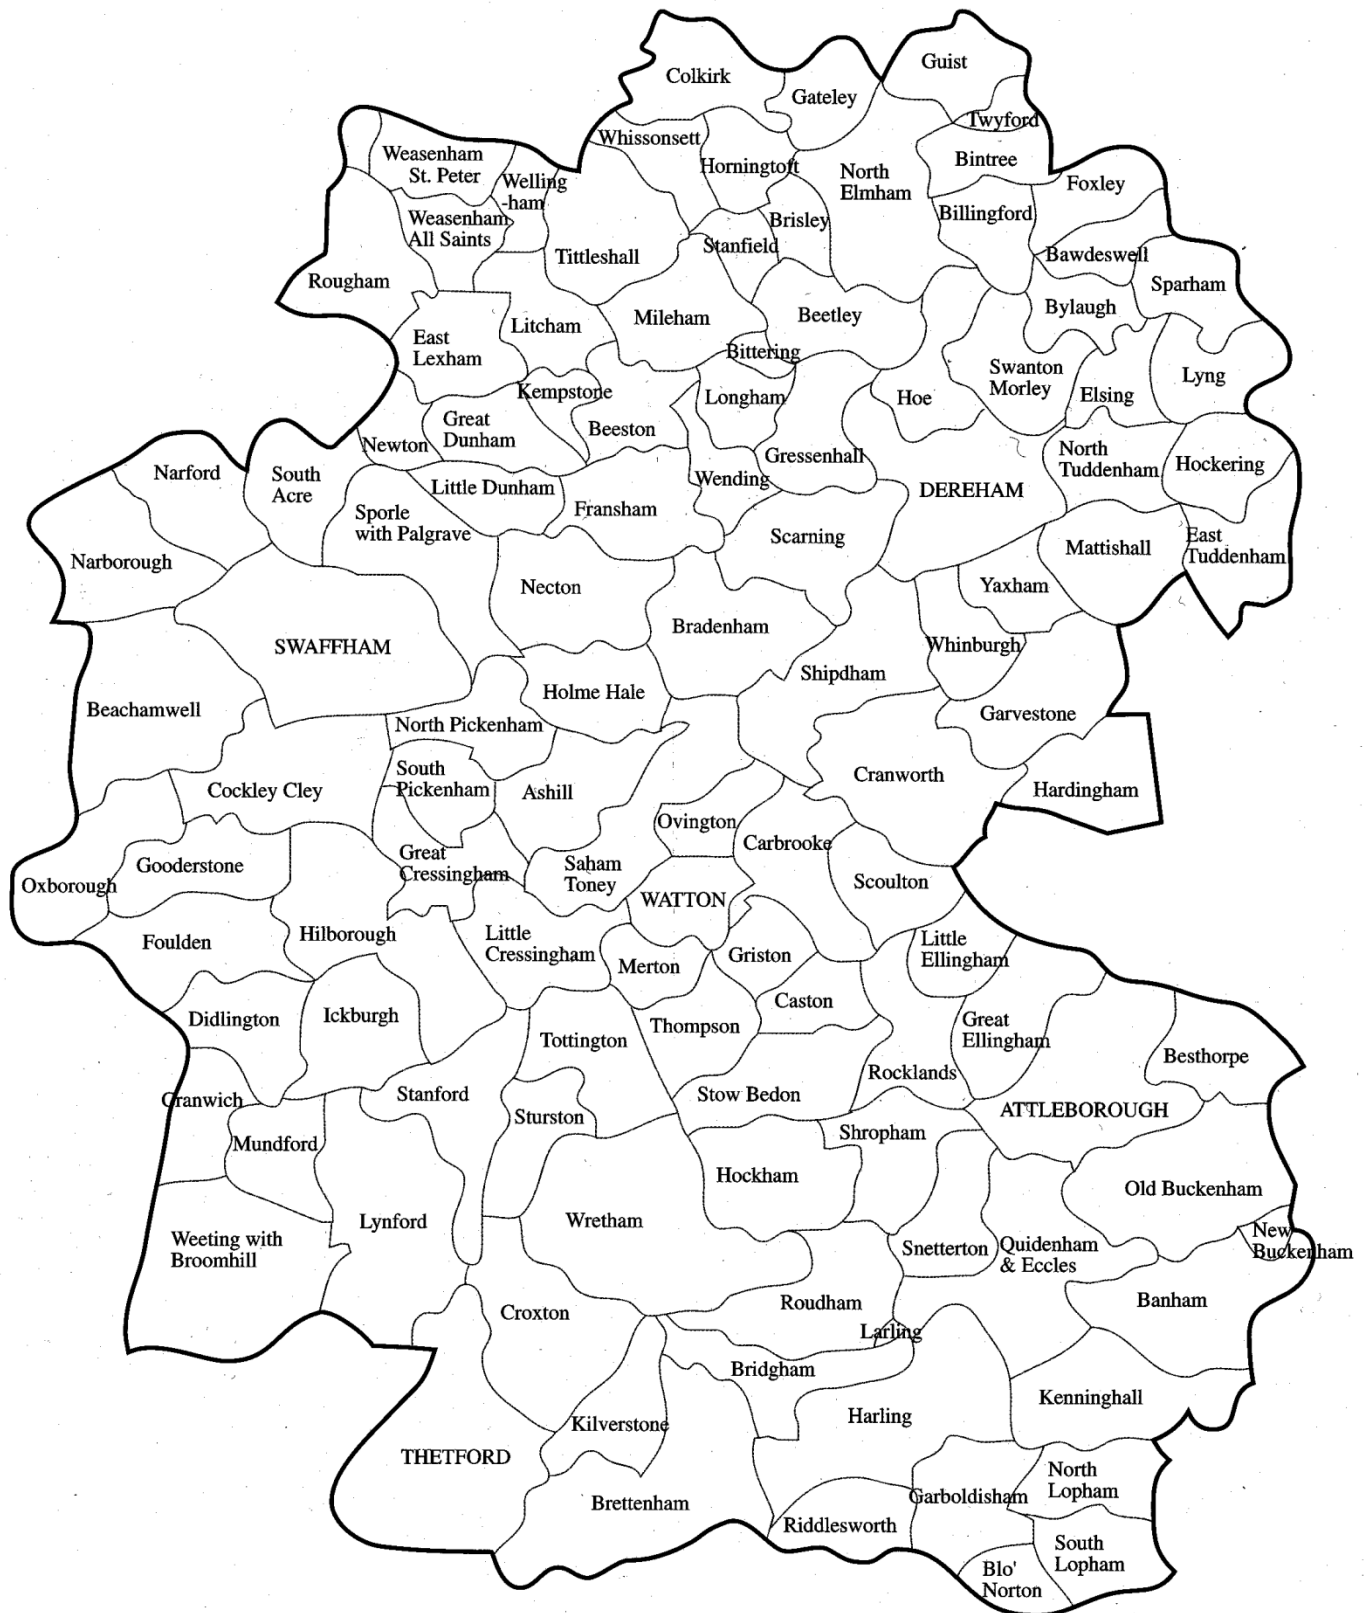 Guist
Colkirk
Gateley
Twyford
Whissonsett
Weasenham
St. Peter
Horningtoft
Bintree
North
Elmham
Welling
-ham
Foxley
Weasenham
All Saints
Brisley
Billingford
Stanfield
Tittleshall
Bawdeswell
Rougham
Sparham
Bylaugh
Litcham
Mileham
Beetley
East
Lexham
Bittering
Swanton
Morley
Lyng
Kempstone
Longham
Hoe
Elsing
Great
Dunham
Beeston
Newton
North
Tuddenham
Gressenhall
Hockering
Narford
South
Acre
Wending
Little Dunham
DEREHAM
Sporle
with Palgrave
Fransham
Scarning
East
Tuddenham
Mattishall
Narborough
Necton
Yaxham
Bradenham
SWAFFHAM
Whinburgh
Shipdham
Holme Hale
Beachamwell
North Pickenham
Garvestone
South
Pickenham
Cranworth
Cockley Cley
Ashill
Hardingham
Ovington
Carbrooke
Great
Cressingham
Gooderstone
Saham
Toney
Oxborough
Scoulton
WATTON
Foulden
Hilborough
Little
Cressingham
Little
Ellingham
Griston
Merton
Caston
Didlington
Ickburgh
Thompson
Great
Ellingham
Tottington
Besthorpe
Rocklands
Cranwich
Stanford
Stow Bedon
ATTLEBOROUGH
Sturston
Mundford
Shropham
Hockham
Old Buckenham
Lynford
Wretham
New
Buckenham
Weeting with
Broomhill
Snetterton
Quidenham
& Eccles
Banham
Croxton
Roudham
Larling
Bridgham
Kenninghall
Harling
Kilverstone
THETFORD
North
Lopham
Garboldisham
Brettenham
Riddlesworth
South
Lopham
Blo'
Norton